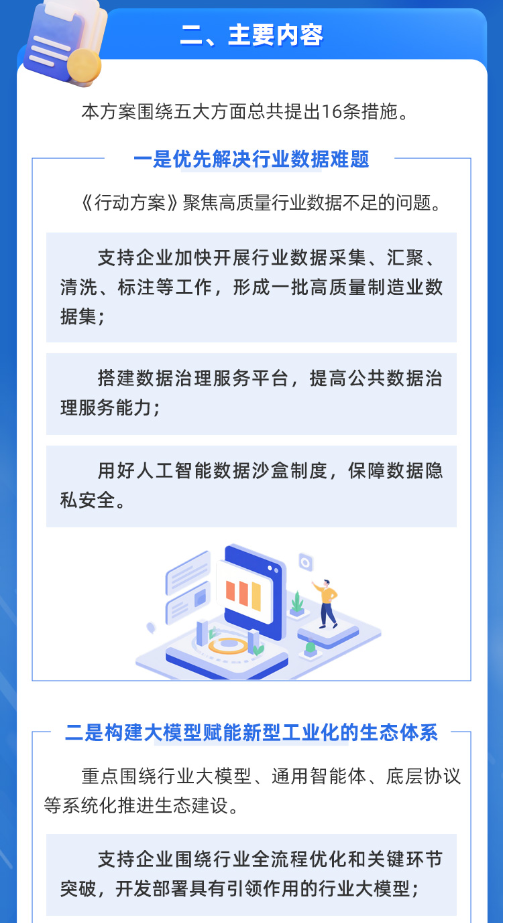 二、主要内容
本方案围绕五大方面总共提出16条措施。
一是优先解决行业数据难题
《行动方案》聚焦高质量行业数据不足的问题。
支持企业加快开展行业数据采集、汇聚、
清洗、标注等工作，形成一批高质量制造业数
据集；
搭建数据治理服务平台，提高公共数据治
理服务能力；
用好人工智能数据沙盒制度，保障数据隐
私安全。
二是构建大模型赋能新型工业化的生态体系
重点围绕行业大模型、通用智能体、底层协议
等系统化推进生态建设。
支持企业围绕行业全流程优化和关键环节
突破，开发部署具有引领作用的行业大模型；